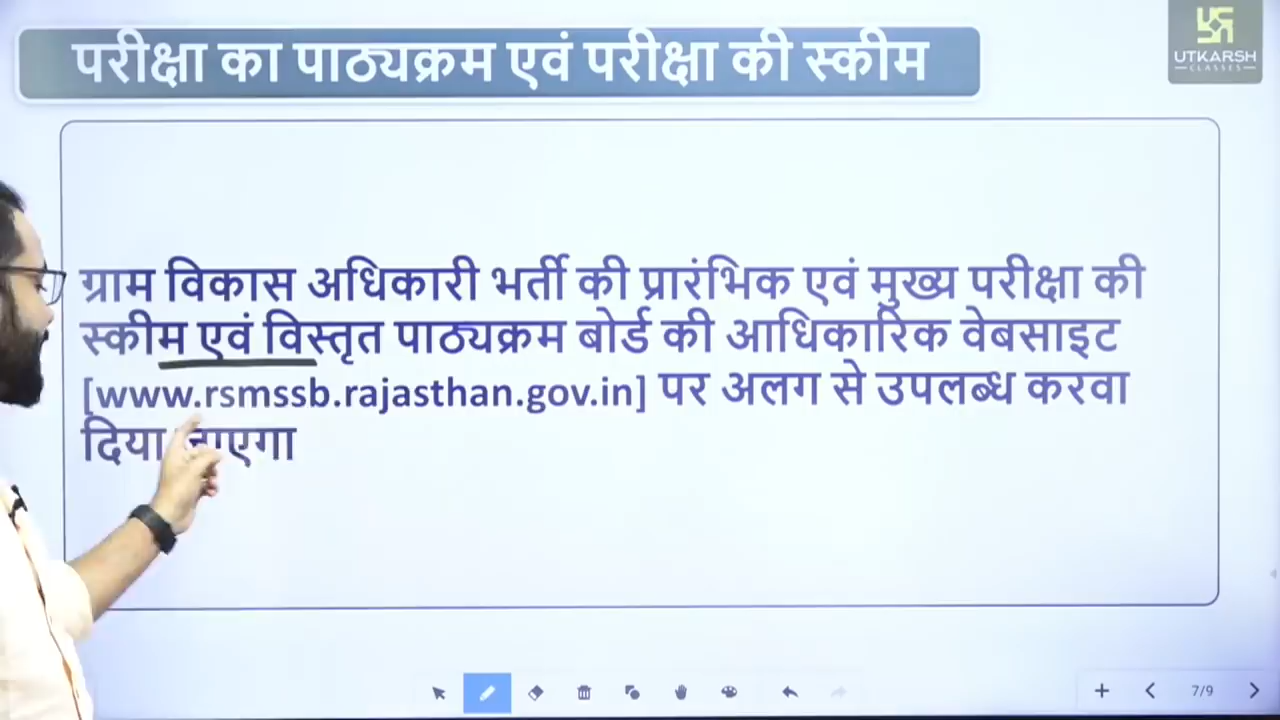 परीक्षा का पाठ्यक्रम एवं परीक्षा की स्कीम
UTKARSH
CLASSES
ग्राम विकास अधिकारी भर्ती की प्रारंभिक एवं मुख्य परीक्षा की
स्कीम एवं विस्तृत पाठ्यक्रम बोर्ड की आधिकारिक वेबसाइट
[www.rsmssb.rajasthan.gov.in] पर अलग से उपलब्ध करवा
दिया जाएगा
7/9